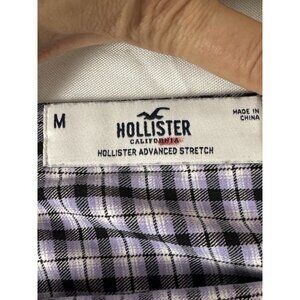 M
HOLLISTER
CALIFORNIA
HOLLISTER ADVANCED STRETCH
MADE IN
CHINA